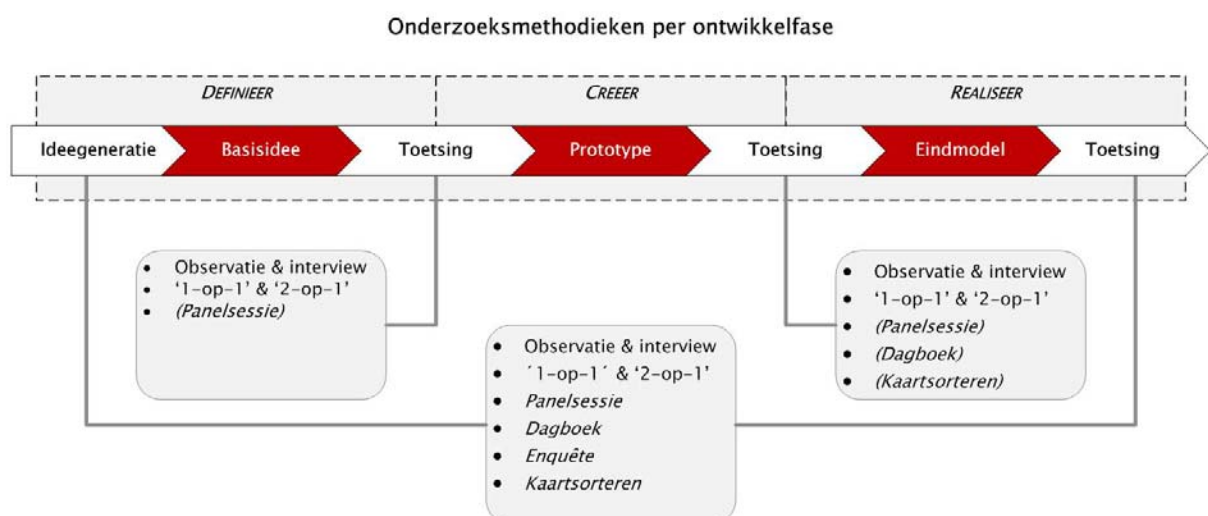 Onderzoeksmethodieken per ontwikkelfase
DEFINIEER
CREËER
REALISEER
Ideegeneratie
Basisidee
Toetsing
Prototype
Toetsing
Eindmodel
Toetsing
• Observatie & interview
• ‘1-op-1’ & ‘2-op-1’
• (Panelsessie)
• Observatie & interview
• ´1-op-1´ & ‘2-op-1’
• Panelsessie
• Dagboek
• Enquête
• Kaartsorteren
• Observatie & interview
• ‘1-op-1’ & ‘2-op-1’
• (Panelsessie)
• (Dagboek)
• (Kaartsorteren)